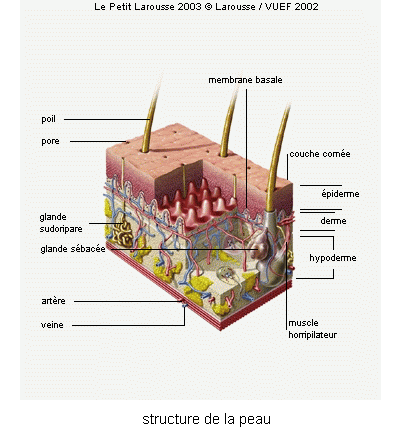 Le Petit Larousse 2003 © Larousse / VUEF 2002
membrane basale
poil
pore
couche cornée
épiderme
glande
sudoripare
derme
glande sébacée
hypoderme
artère
veine
muscle
horripilateur
structure de la peau